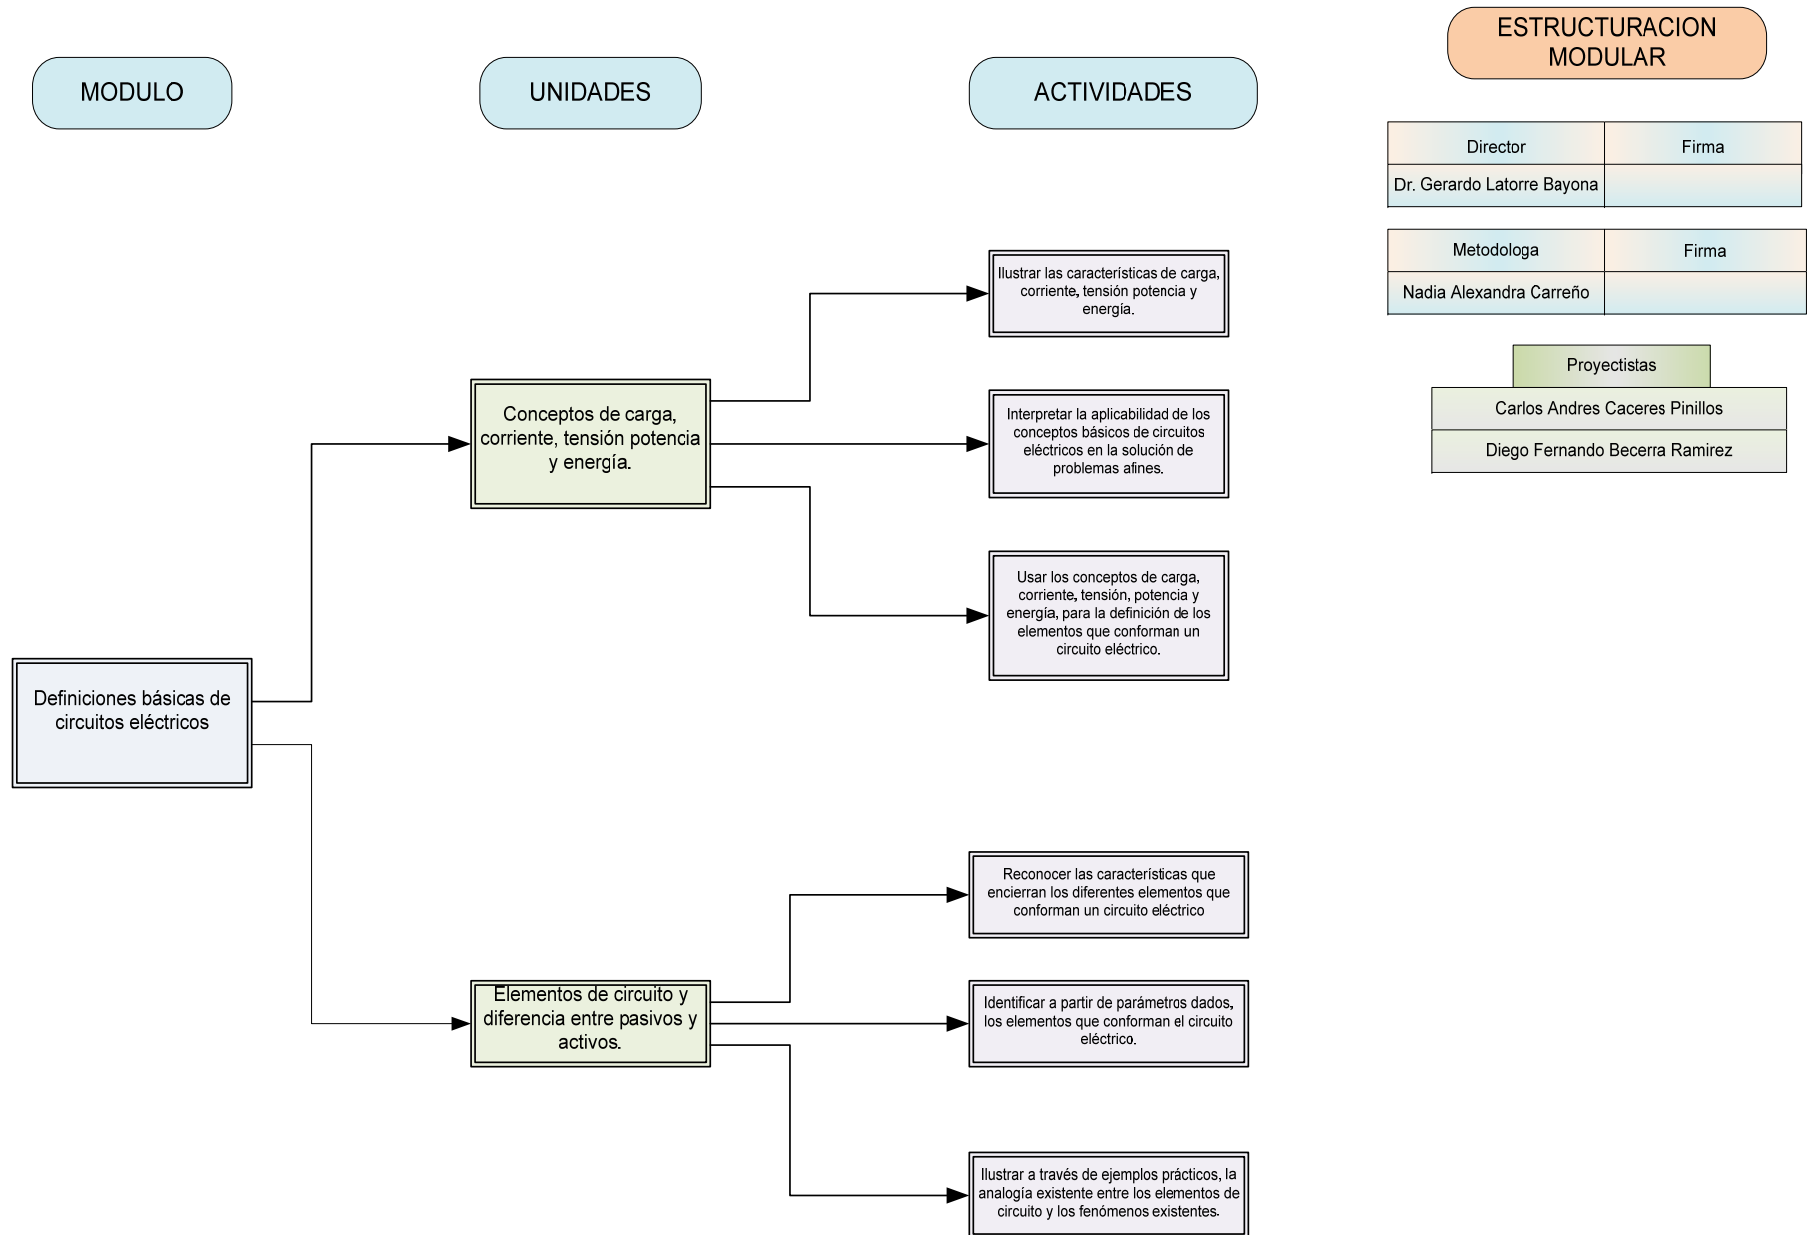 MODULO
UNIDADES
ACTIVIDADES
ESTRUCTURACION
MODULAR
Director
Firma
Dr. Gerardo Latorre Bayona
Metodologa
Firma
Nadia Alexandra Carreño
Proyectistas
Carlos Andres Caceres Pinillos
Diego Fernando Becerra Ramirez
Definiciones básicas de
circuitos eléctricos
Conceptos de carga,
corriente, tensión potencia
y energía.
Ilustrar las características de carga,
corriente, tensión potencia y
energía.
Interpretar la aplicabilidad de los
conceptos básicos de circuitos
eléctricos en la solución de
problemas afines.
Usar los conceptos de carga,
corriente, tensión, potencia y
energía, para la definición de los
elementos que conforman un
circuito eléctrico.
Elementos de circuito y
diferencia entre pasivos y
activos.
Reconocer las características que
encierran los diferentes elementos que
conforman un circuito eléctrico
Identificar a partir de parámetros dados,
los elementos que conforman el circuito
eléctrico.
Ilustrar a través de ejemplos prácticos, la
analogía existente entre los elementos de
circuito y los fenómenos existentes.